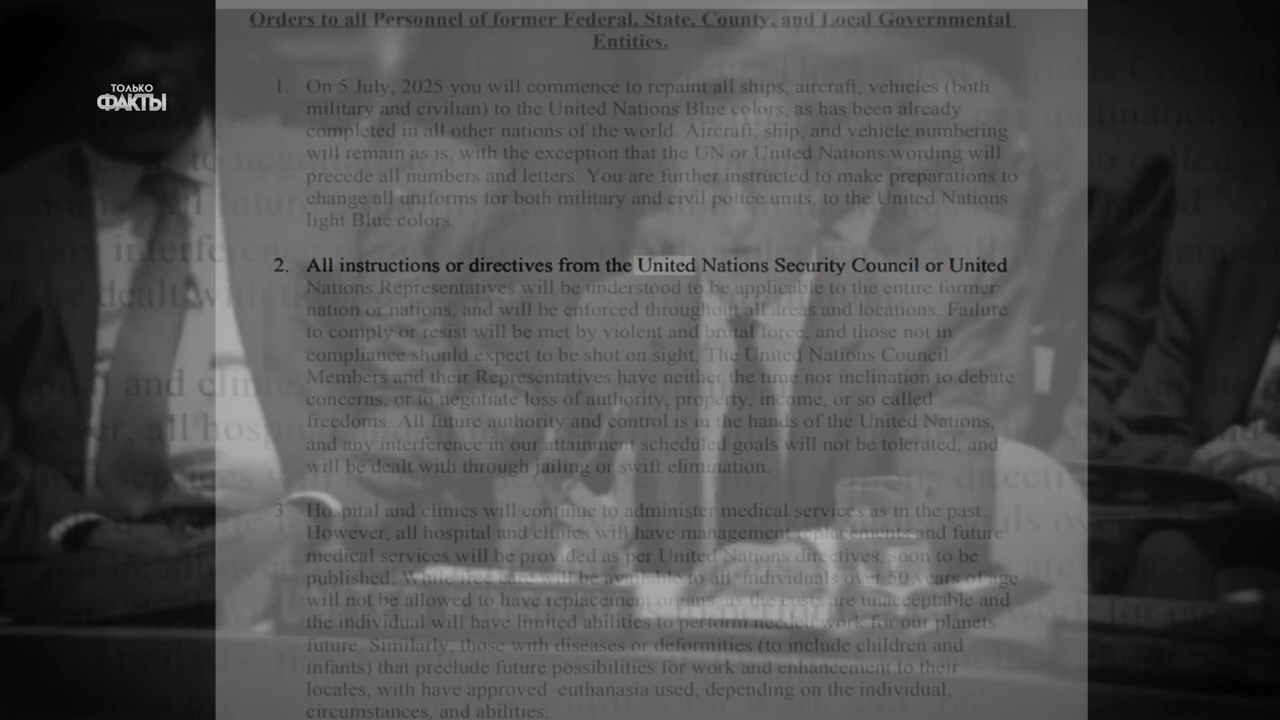 Orders to all Personnel of former Federal, State, County, and Local Governmental
Entities.
ТОЛЬКО
ФАКТЫ
1. On 5 July, 2025 you will commence to repaint all ships, aircraft, vehicles (both
military and civilian) to the United Nations Blue colors, as has been already
completed in all other nations of the world. Aircraft, ship, and vehicle numbering
will remain as is, with the exception that the UN or United Nations wording will
precede all numbers and letters. You are further instructed to make preparations to
change all uniforms for both military and civil police units, to the United Nations
light Blue colors.
2. All instructions or directives from the United Nations Security Council or United
Nations Representatives will be understood to be applicable to the entire former
nation or nations, and will be enforced throughout all areas and locations. Failure
to comply or resist will be met by violent and brutal force, and those not in
compliance should expect to be shot on sight. The United Nations Council
Members and their Representatives have neither the time nor inclination to debate
concerns, or to negotiate loss of authority, property, income, or so called
freedoms. All future authority and control is in the hands of the United Nations,
and any interference in our attainment scheduled goals will not be tolerated, and
will be dealt with through jailing or swift elimination.
3. Hospital and clinics will continue to administer medical services as in the past.
However, all hospital and clinics will have management replacements and future
medical services will be provided as per United Nations directives, soon to be
published. While free care will be available to all, individuals over 50 years of age
will not be allowed to have replacement organs, as the costs are unacceptable and
the individual will have limited abilities to perform needed work for our planets
future. Similarly, those with diseases or deformities (to include children and
infants) that preclude future possibilities for work and enhancement to their
locales, with have approved euthanasia used, depending on the individual,
circumstances, and abilities.